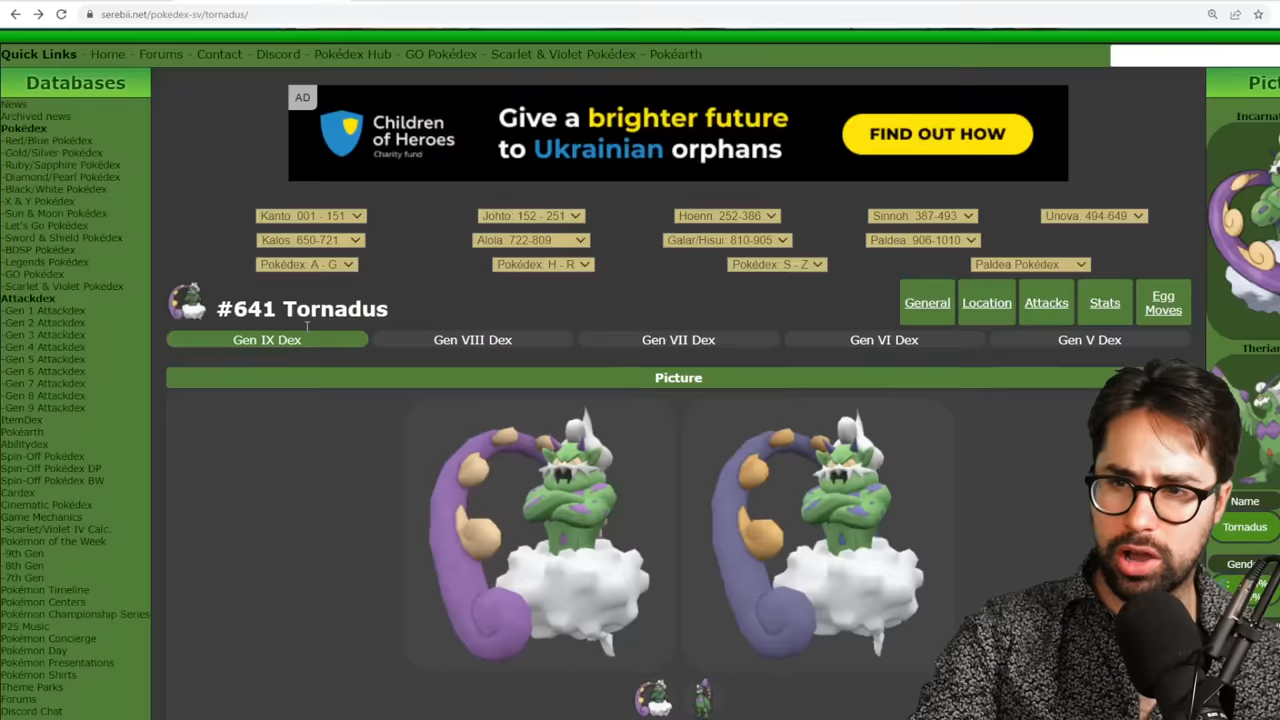 serebii.net/pokedex-sv/tornadus/
Quick Links - Home - Forums - Contact - Discord - Pokédex Hub - GO Pokédex - Scarlet & Violet Pokédex - Pokéarth
Databases
News
Archived news
Pokédex
-Red/Blue Pokédex
-Gold/Silver Pokédex
-Ruby/Sapphire Pokédex
-Diamond/Pearl Pokédex
-Black/White Pokédex
-X & Y Pokédex
-Sun & Moon Pokédex
-Let's Go Pokédex
-Sword & Shield Pokédex
-BDSP Pokédex
-Legends Pokédex
-GO Pokédex
-Scarlet & Violet Pokédex
Attackdex
-Gen 1 Attackdex
-Gen 2 Attackdex
-Gen 3 Attackdex
-Gen 4 Attackdex
-Gen 5 Attackdex
-Gen 6 Attackdex
-Gen 7 Attackdex
-Gen 8 Attackdex
-Gen 9 Attackdex
ItemDex
Pokéarth
Abilitydex
Spin-Off Pokédex
Spin-Off Pokédex DP
Spin-Off Pokédex BW
Cardex
Cinematic Pokédex
Game Mechanics
-Scarlet/Violet IV Calc.
Pokémon of the Week
-9th Gen
-8th Gen
-7th Gen
Pokémon Timeline
Pokémon Centers
Pokémon Championship Series
P25 Music
Pokémon Concierge
Pokémon Day
Pokémon Presentations
Pokémon Shirts
Theme Parks
Forums
Discord Chat
AD
Children
of Heroes
Charity fund
Give a brighter future
to Ukrainian orphans
FIND OUT HOW
Kanto: 001 - 151
Johto: 152 - 251
Hoenn: 252-386
Sinnoh: 387-493
Unova: 494-649
Kalos: 650-721
Alola: 722-809
Galar/Hisui: 810-905
Paldea: 906-1010
Pokédex: A - G
Pokédex: H - R
Pokédex: S - Z
Paldea Pokédex
#641 Tornadus
General
Location
Attacks
Stats
Egg
Moves
Gen IX Dex
Gen VIII Dex
Gen VII Dex
Gen VI Dex
Gen V Dex
Picture
Name
Tornadus